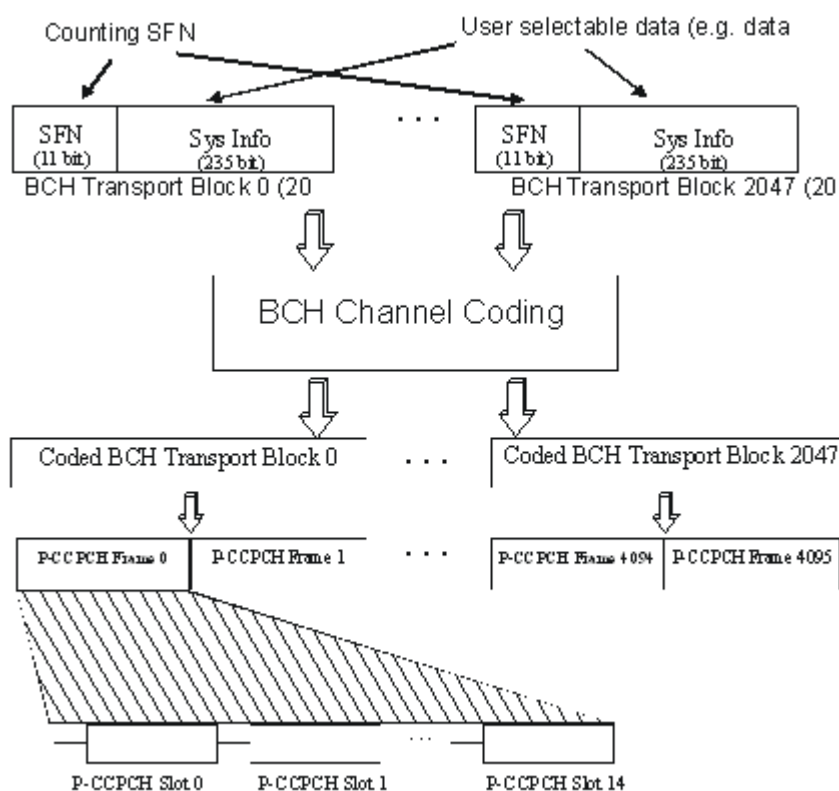 Counting SFN
User selectable data (e.g. data
. . .
SFN
(11 bit)
Sys Info
(235 bit)
SFN
(11 bit)
Sys Info
(235 bit)
BCH Transport Block 0 (20
BCH Transport Block 2047 (20
BCH Channel Coding
Coded BCH Transport Block 0
. . .
Coded BCH Transport Block 2047
P-CCPCH Frame 0
P-CCPCH Frame 1
. . .
P-CCPCH Frame 4094
P-CCPCH Frame 4095
...
P-CCPCH Slot 0
P-CCPCH Slot 1
P-CCPCH Slot 14